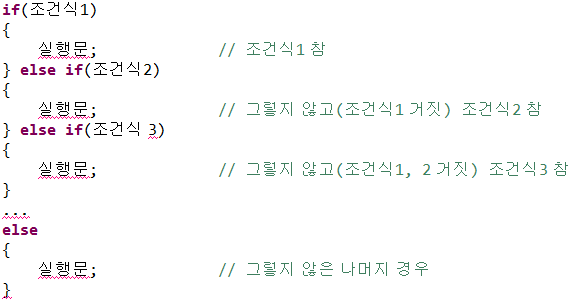 if(조건식1)
{
실행문; // 조건식1 참
} else if(조건식2)
{
실행문; // 그렇지 않고(조건식1 거짓) 조건식2 참
} else if(조건식 3)
{
실행문; // 그렇지 않고(조건식1, 2 거짓) 조건식3 참
}
...
else
{
실행문; // 그렇지 않은 나머지 경우
}